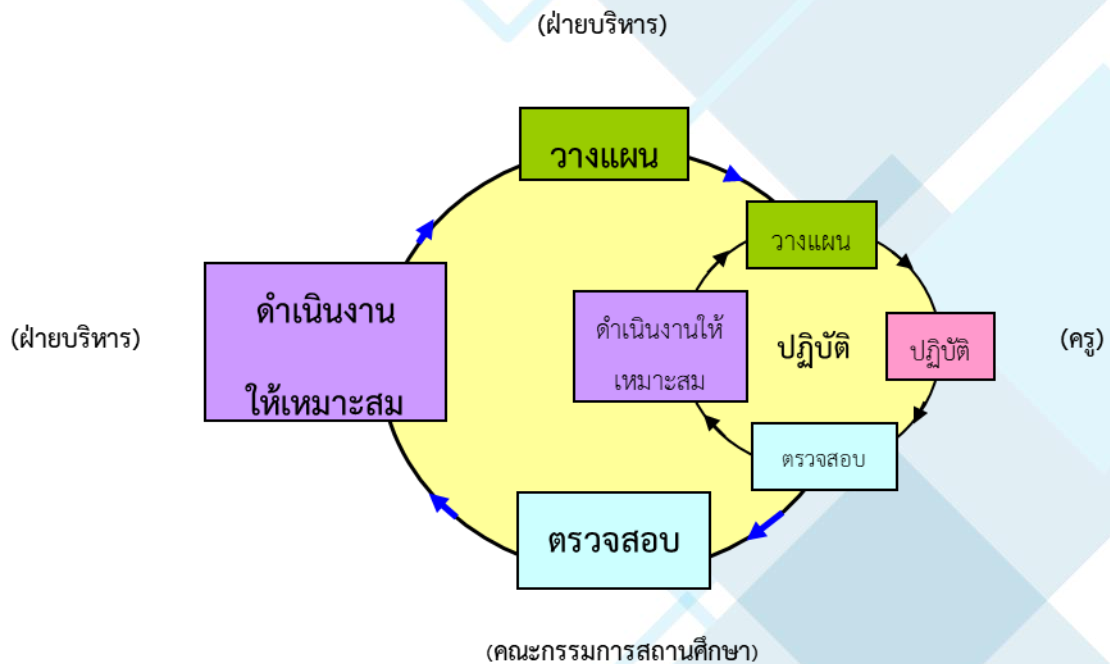 (ฝ่ายบริหาร)
วางแผน
วางแผน
ดำเนินงาน
ให้เหมาะสม
(ฝ่ายบริหาร)
ดำเนินงานให้
เหมาะสม
ปฏิบัติ
ปฏิบัติ
(ครู)
ตรวจสอบ
ตรวจสอบ
(คณะกรรมการสถานศึกษา)